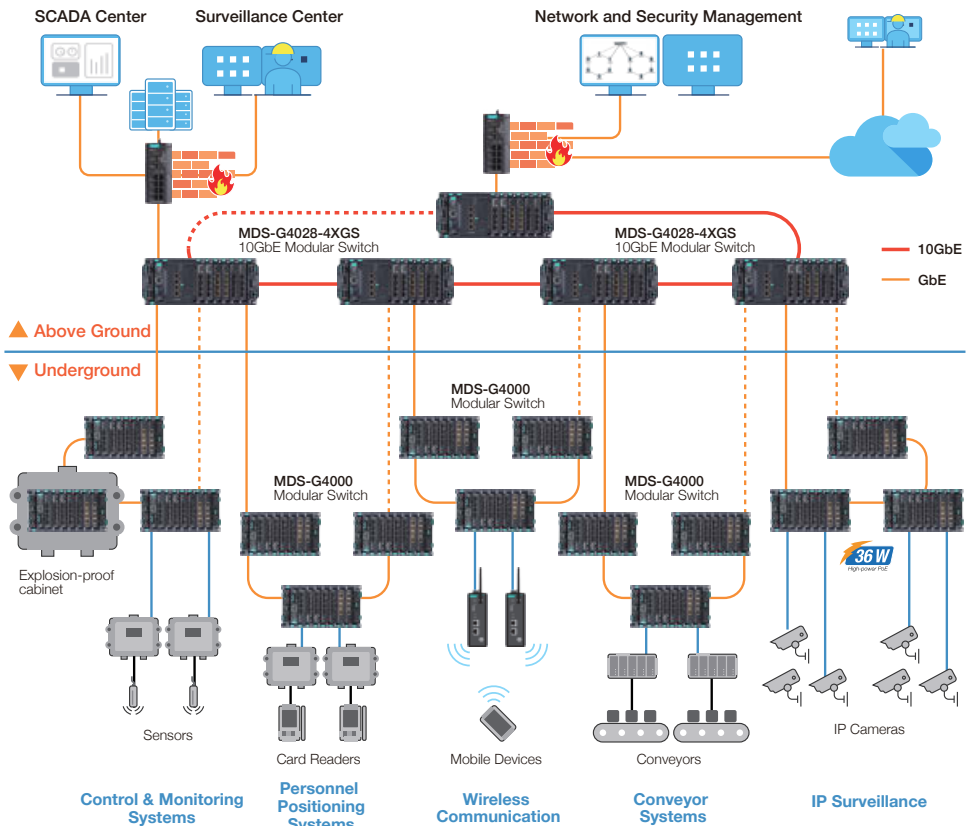 SCADA Center
Surveillance Center
Network and Security Management
MDS-G4028-4XGS
10GbE Modular Switch
MDS-G4028-4XGS
10GbE Modular Switch
10GbE
GbE
Above Ground
Underground
MDS-G4000
Modular Switch
MDS-G4000
Modular Switch
MDS-G4000
Modular Switch
36W
High-power PoE
Explosion-proof
cabinet
Sensors
Card Readers
Mobile Devices
Conveyors
IP Cameras
Control & Monitoring
Systems
Personnel
Positioning
Systems
Wireless
Communication
Conveyor
Systems
IP Surveillance